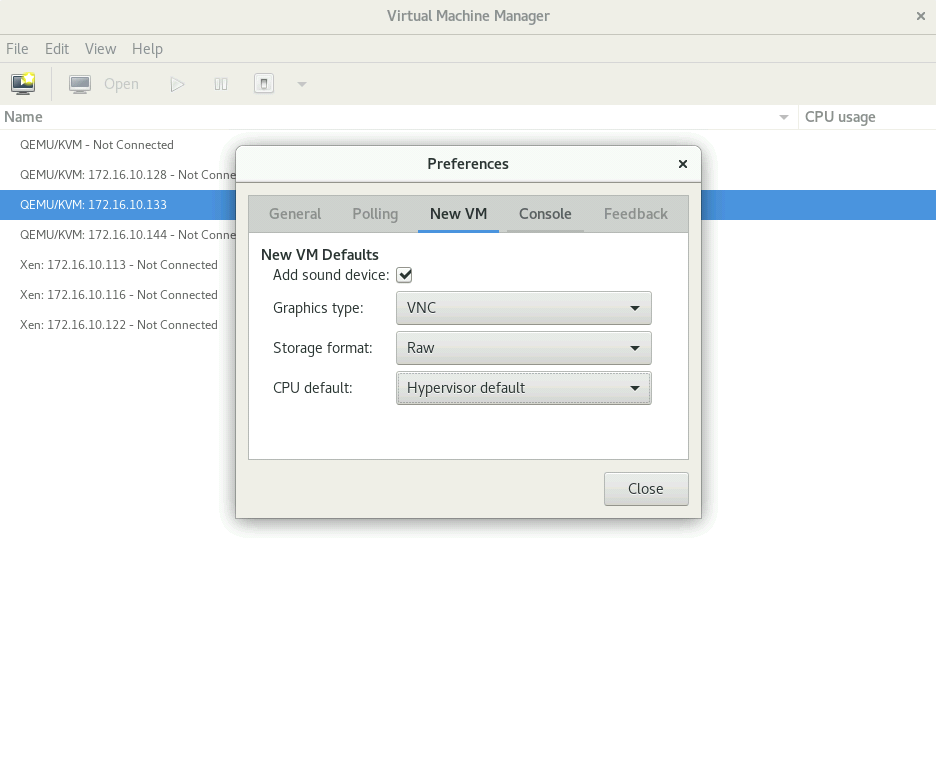 Virtual Machine Manager
File Edit View Help
Open
Name CPU usage
QEMU/KVM - Not Connected
QEMU/KVM: 172.16.10.128 - Not Conne
QEMU/KVM: 172.16.10.133
QEMU/KVM: 172.16.10.144 - Not Conne
Xen: 172.16.10.113 - Not Connected
Xen: 172.16.10.116 - Not Connected
Xen: 172.16.10.122 - Not Connected
Preferences
General Polling New VM Console Feedback
New VM Defaults
Add sound device:
Graphics type: VNC
Storage format: Raw
CPU default: Hypervisor default
Close